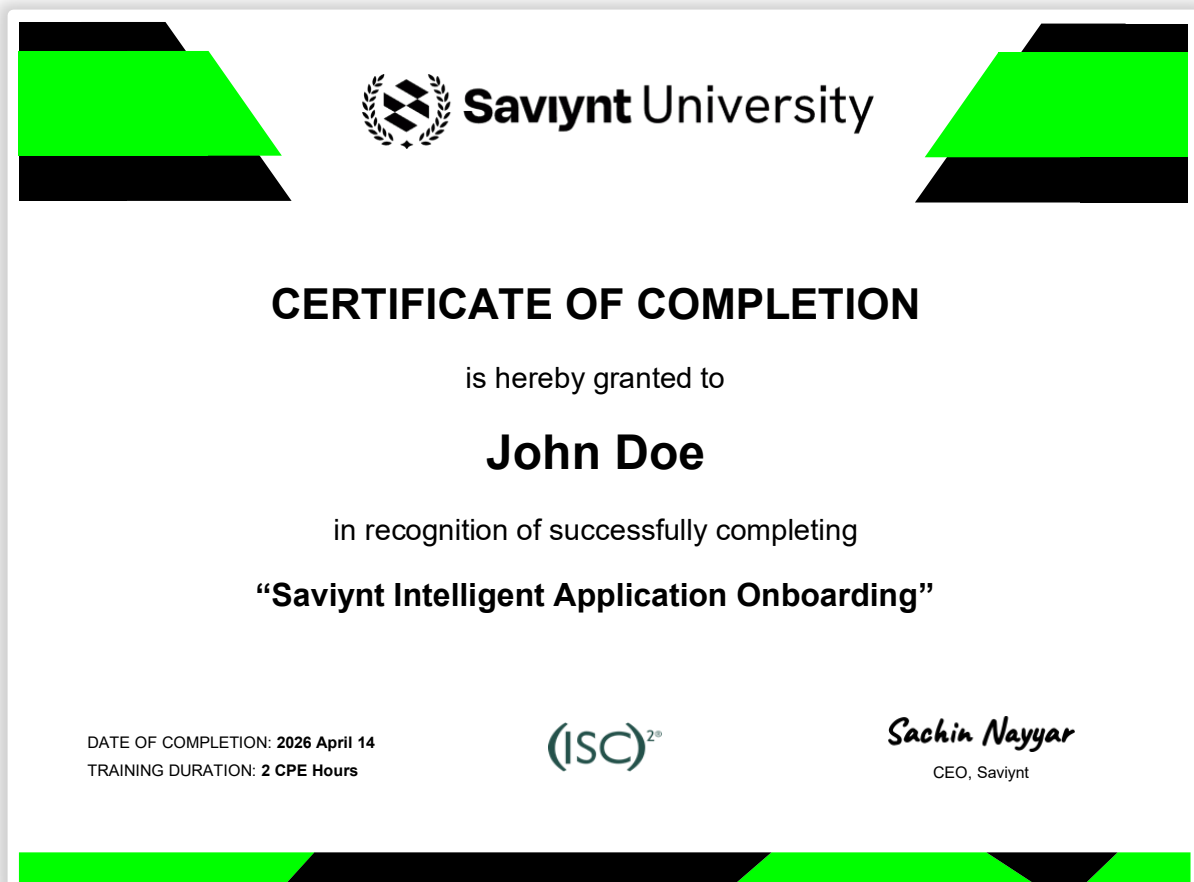 Savıynt University
CERTIFICATE OF COMPLETION
is hereby granted to
John Doe
in recognition of successfully completing
“Saviynt Intelligent Application Onboarding”
DATE OF COMPLETION: 2026 April 14
TRAINING DURATION: 2 CPE Hours
(ISC)²®
Sachin Nayyar
CEO, Saviynt